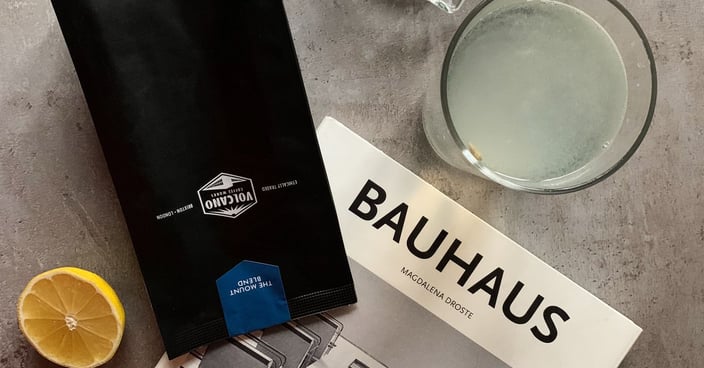 VOLCANO
COFFEE WORKS
ETHICALLY TRADED
BRIXTON • LONDON
THE MOUNT
BLEND
BAUHAUS
MAGDALENA DROSTE